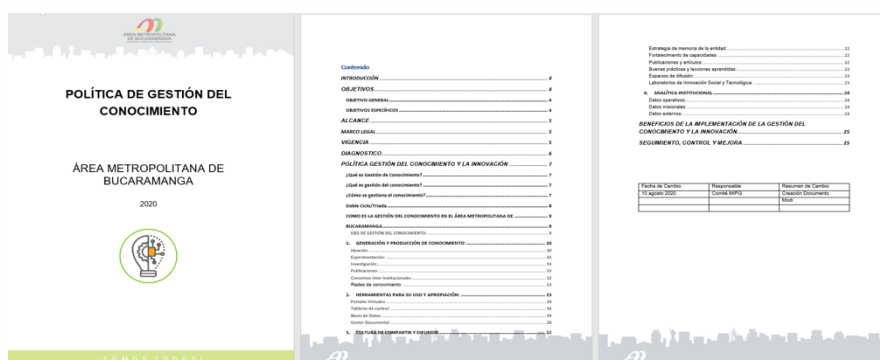 ÁREA METROPOLITANA
DE BUCARAMANGA
POLÍTICA DE GESTIÓN DEL
CONOCIMIENTO
ÁREA METROPOLITANA DE
BUCARAMANGA
2020
SOMOS TODOS
Contenido
INTRODUCCIÓN 4
OBJETIVOS 4
OBJETIVO GENERAL 4
OBJETIVOS ESPECÍFICOS 4
ALCANCE 5
MARCO LEGAL 5
VIGENCIA 5
DIAGNOSTICO 6
POLÍTICA GESTIÓN DEL CONOCIMIENTO Y LA INNOVACIÓN 7
¿Qué es Gestión de Conocimiento? 7
¿Qué es gestión del conocimiento? 7
¿Cómo se gestiona el conocimiento? 7
Doble Ciclo/Triada 8
COMO ES LA GESTIÓN DEL CONOCIMIENTO EN EL ÁREA METROPOLITANA DE
BUCARAMANGA 9
EJES DE GESTIÓN DEL CONOCIMIENTO: 9
1. GENERACIÓN Y PRODUCCIÓN DE CONOCIMIENTO: 10
Ideación: 10
Experimentación:
Investigación:
Publicaciones
Convenios Inter-Institucionales:
Redes de conocimiento
2. HERRAMIENTAS PARA SU USO Y APROPIACIÓN: 13
Portales Virtuales
Tableros de control
Bases de Datos
Gestor Documental
3. CULTURA DE COMPARTIR Y DIFUNDIR 22
Estrategia de memoria de la entidad: 22
Fortalecimiento de capacidades: 22
Publicaciones y artículos: 22
Buenas prácticas y lecciones aprendidas: 23
Espacios de difusión: 23
Laboratorios de Innovación Social y Tecnológica: 23
4. ANALÍTICA INSTITUCIONAL 24
Datos operativos: 24
Datos misionales: 24
Datos externos: 24
BENEFICIOS DE LA IMPLEMENTACIÓN DE LA GESTIÓN DEL
CONOCIMIENTO Y LA INNOVACIÓN 25
SEGUIMIENTO, CONTROL Y MEJORA 25
Fecha de Cambio Responsable Resumen de Cambio
10 agosto 2020 Comité MIPG Creación Documento
Modi